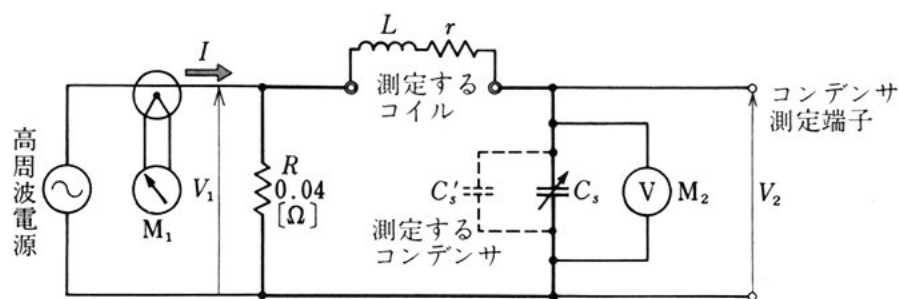 高周波電源
M₁
I
V₁
R
0.04
[Ω]
L
r
測定する
コイル
C′ₛ
測定する
コンデンサ
Cₛ
V
M₂
コンデンサ
測定端子
V₂